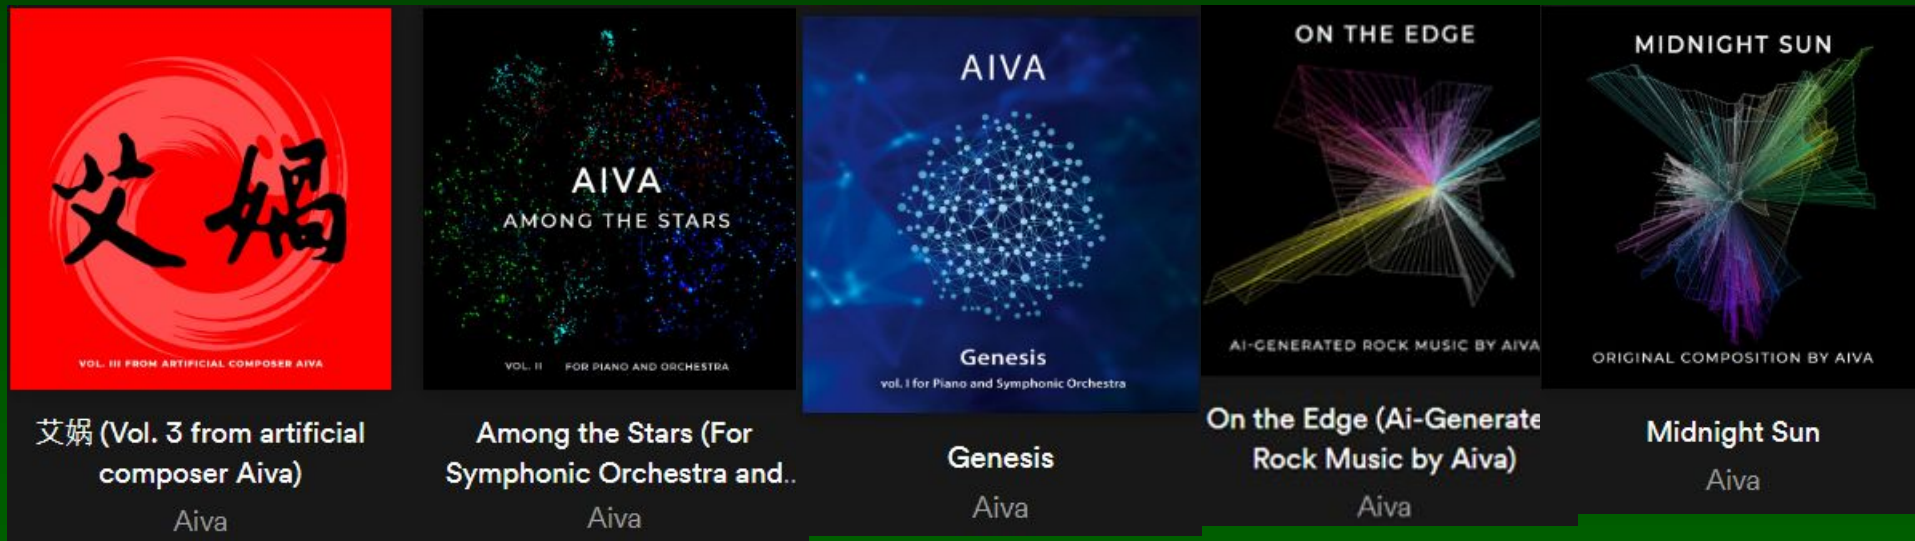 艾娲
VOL. III FROM ARTIFICIAL COMPOSER AIVA
艾娲 (Vol. 3 from artificial
composer Aiva)
Aiva
AIVA
AMONG THE STARS
VOL. II FOR PIANO AND ORCHESTRA
Among the Stars (For
Symphonic Orchestra and..
Aiva
AIVA
Genesis
vol. I for Piano and Symphonic Orchestra
Genesis
Aiva
ON THE EDGE
AI-GENERATED ROCK MUSIC BY AIVA
On the Edge (Ai-Generate
Rock Music by Aiva)
Aiva
MIDNIGHT SUN
ORIGINAL COMPOSITION BY AIVA
Midnight Sun
Aiva